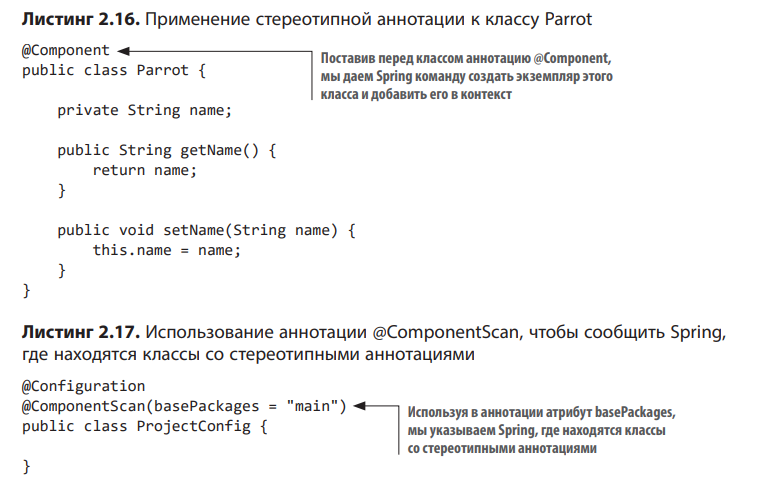 Листинг 2.16. Применение стереотипной аннотации к классу Parrot
@Component
public class Parrot {
Поставив перед классом аннотацию @Component,
мы даем Spring команду создать экземпляр этого
класса и добавить его в контекст
private String name;
public String getName() {
return name;
}
public void setName(String name) {
this.name = name;
}
}
Листинг 2.17. Использование аннотации @ComponentScan, чтобы сообщить Spring,
где находятся классы со стереотипными аннотациями
@Configuration
@ComponentScan(basePackages = "main")
public class ProjectConfig {
Используя в аннотации атрибут basePackages,
мы указываем Spring, где находятся классы
со стереотипными аннотациями
}